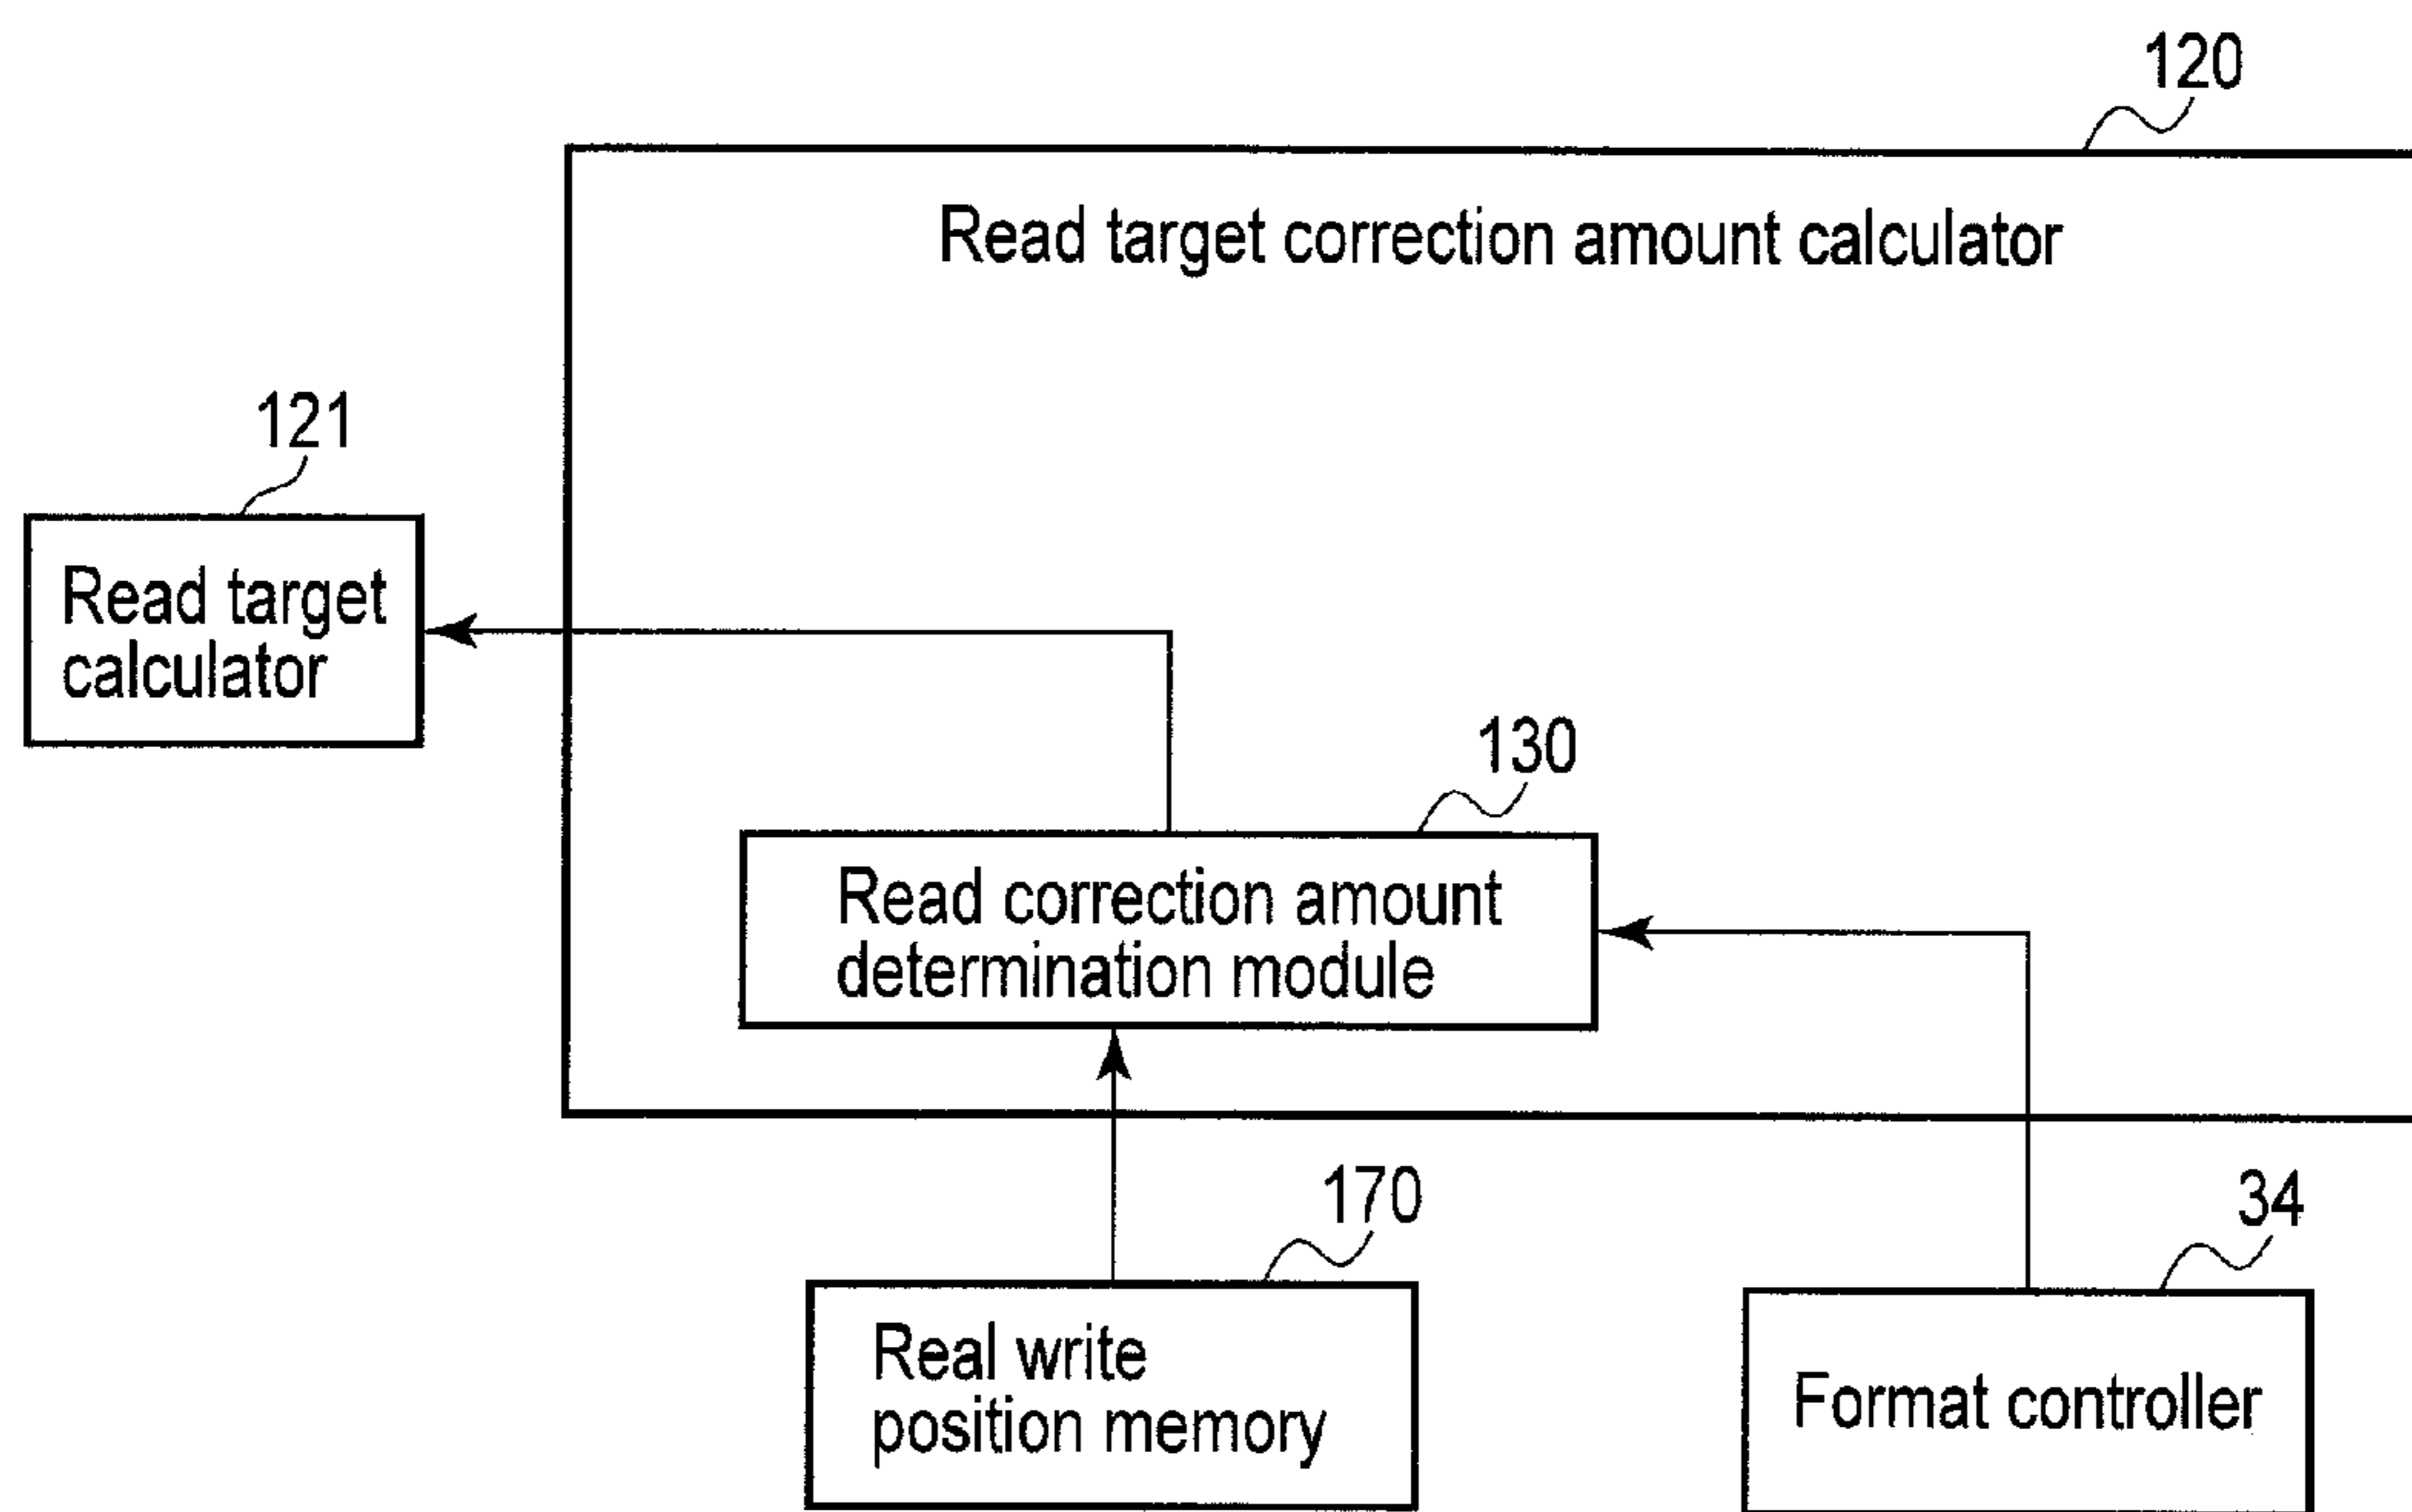 120
Read target correction amount calculator
121
Read target
calculator
130
Read correction amount
determination module
170
Real write
position memory
34
Format controller